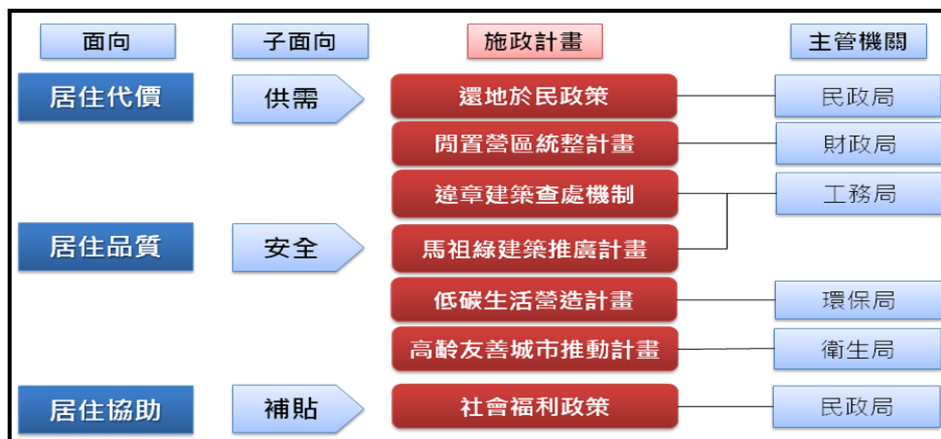 面向 子面向 施政計畫 主管機關
居住代價 供需 還地於民政策 民政局
閒置營區統整計畫 財政局
違章建築查處機制 工務局
居住品質 安全 馬祖綠建築推廣計畫
低碳生活營造計畫 環保局
高齡友善城市推動計畫 衛生局
居住協助 補貼 社會福利政策 民政局